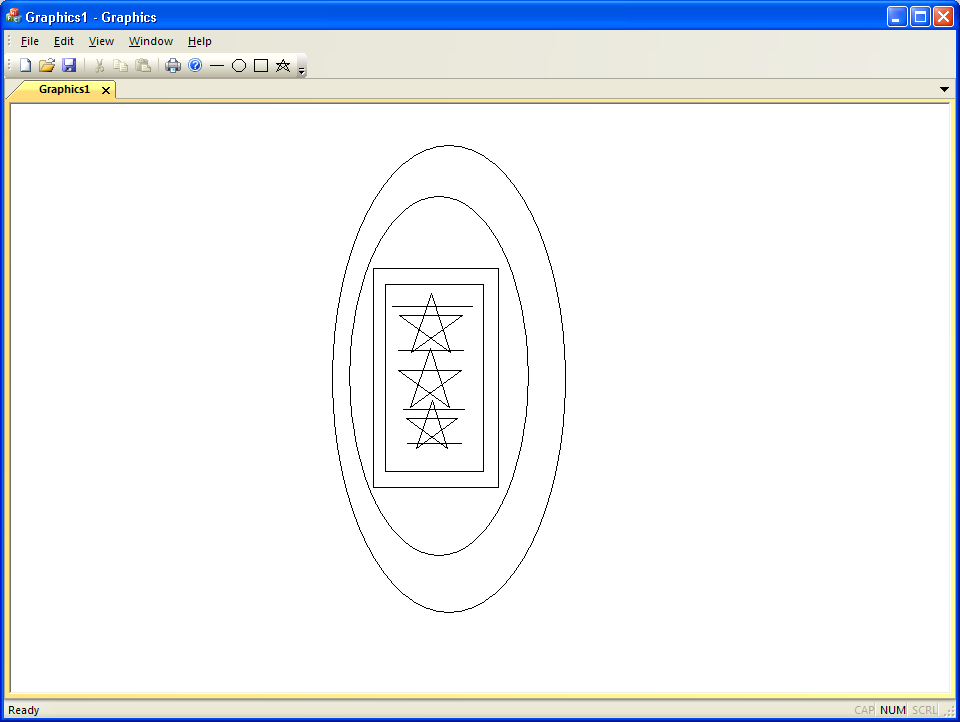 Graphics1 - Graphics
File Edit View Window Help
Graphics1
Ready CAP NUM SCRL